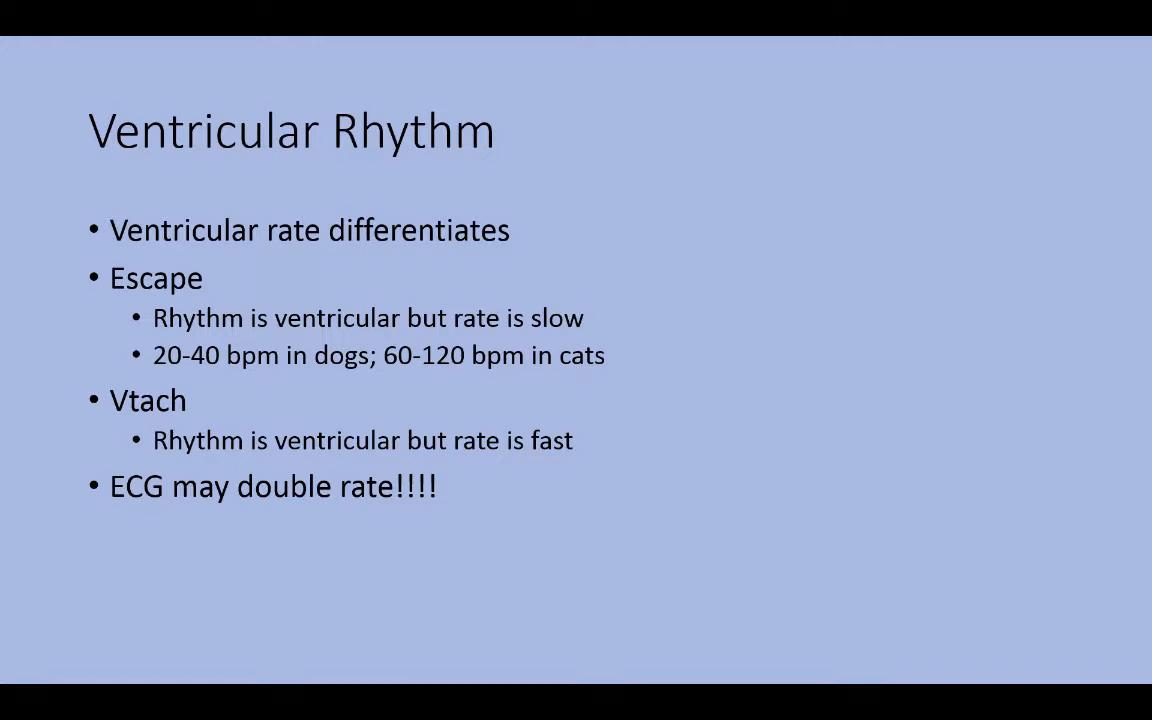 Ventricular Rhythm
• Ventricular rate differentiates
• Escape
• Rhythm is ventricular but rate is slow
• 20-40 bpm in dogs; 60-120 bpm in cats
• Vtach
• Rhythm is ventricular but rate is fast
• ECG may double rate!!!!